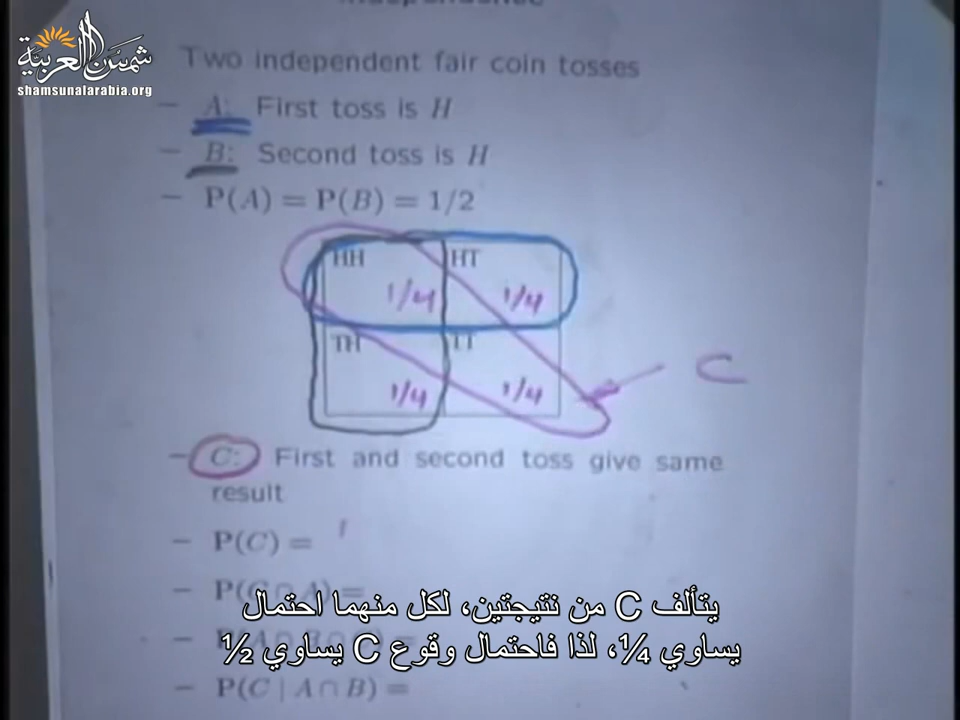 شمس العربية
shamsunalarabia.org
Two independent fair coin tosses
– A: First toss is H
– B: Second toss is H
– P(A) = P(B) = 1/2
HH HT
1/4 1/4
TH TT
1/4 1/4
C
– C: First and second toss give same
result
– P(C) =
– P(C ∩ A) =
يتألف C من نتيجتين، لكل منهما احتمال
يساوي ¼، لذا فاحتمال وقوع C يساوي ½
– P(C | A ∩ B) =